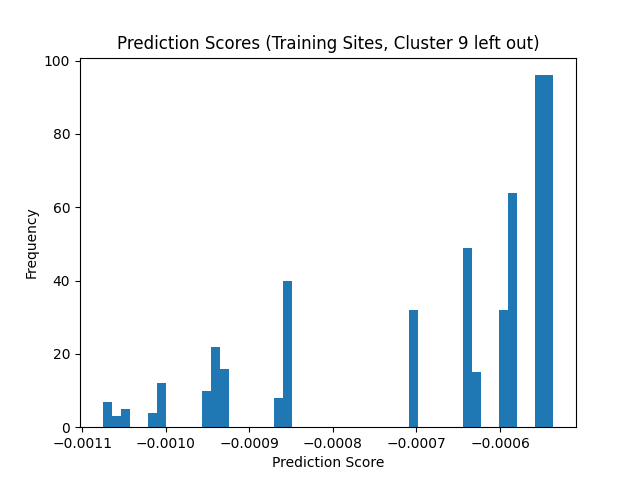 Prediction Scores (Training Sites, Cluster 9 left out)
100
80
60
40
20
0
Frequency
−0.0011 −0.0010 −0.0009 −0.0008 −0.0007 −0.0006
Prediction Score